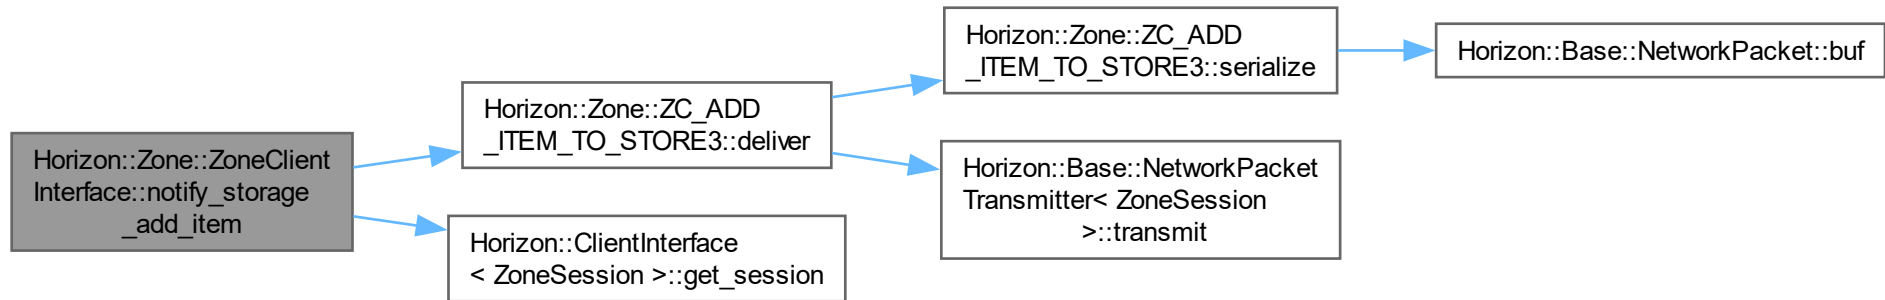 Horizon::Zone::ZoneClient
Interface::notify_storage
_add_item
Horizon::Zone::ZC_ADD
_ITEM_TO_STORE3::deliver
Horizon::ClientInterface
< ZoneSession >::get_session
Horizon::Zone::ZC_ADD
_ITEM_TO_STORE3::serialize
Horizon::Base::NetworkPacket
Transmitter< ZoneSession
>::transmit
Horizon::Base::NetworkPacket::buf